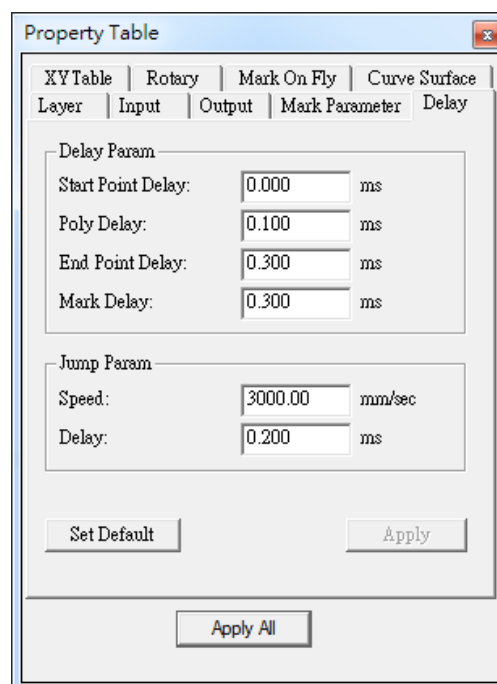 Property Table
XYTable Rotary Mark On Fly Curve Surface
Layer Input Output Mark Parameter Delay
Delay Param
Start Point Delay: 0.000 ms
Poly Delay: 0.100 ms
End Point Delay: 0.300 ms
Mark Delay: 0.300 ms
Jump Param
Speed: 3000.00 mm/sec
Delay: 0.200 ms
Set Default Apply
Apply All